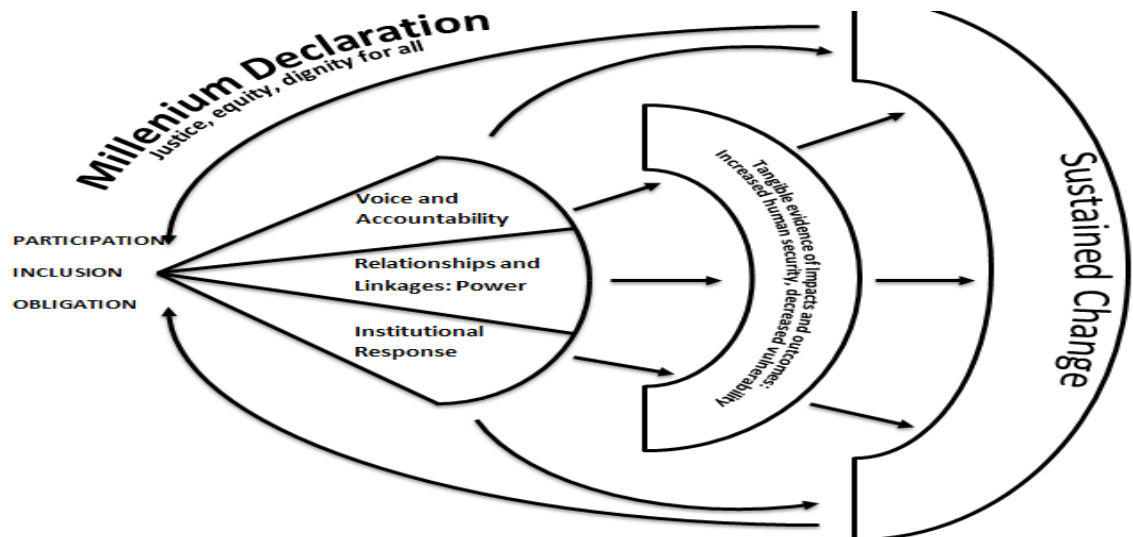 Millenium Declaration
Justice, equity, dignity for all
PARTICIPATION
INCLUSION
OBLIGATION
Voice and
Accountability
Relationships and
Linkages: Power
Institutional
Response
Tangible evidence of Impacts and outcomes:
Increased human security, decreased vulnerability
Sustained Change